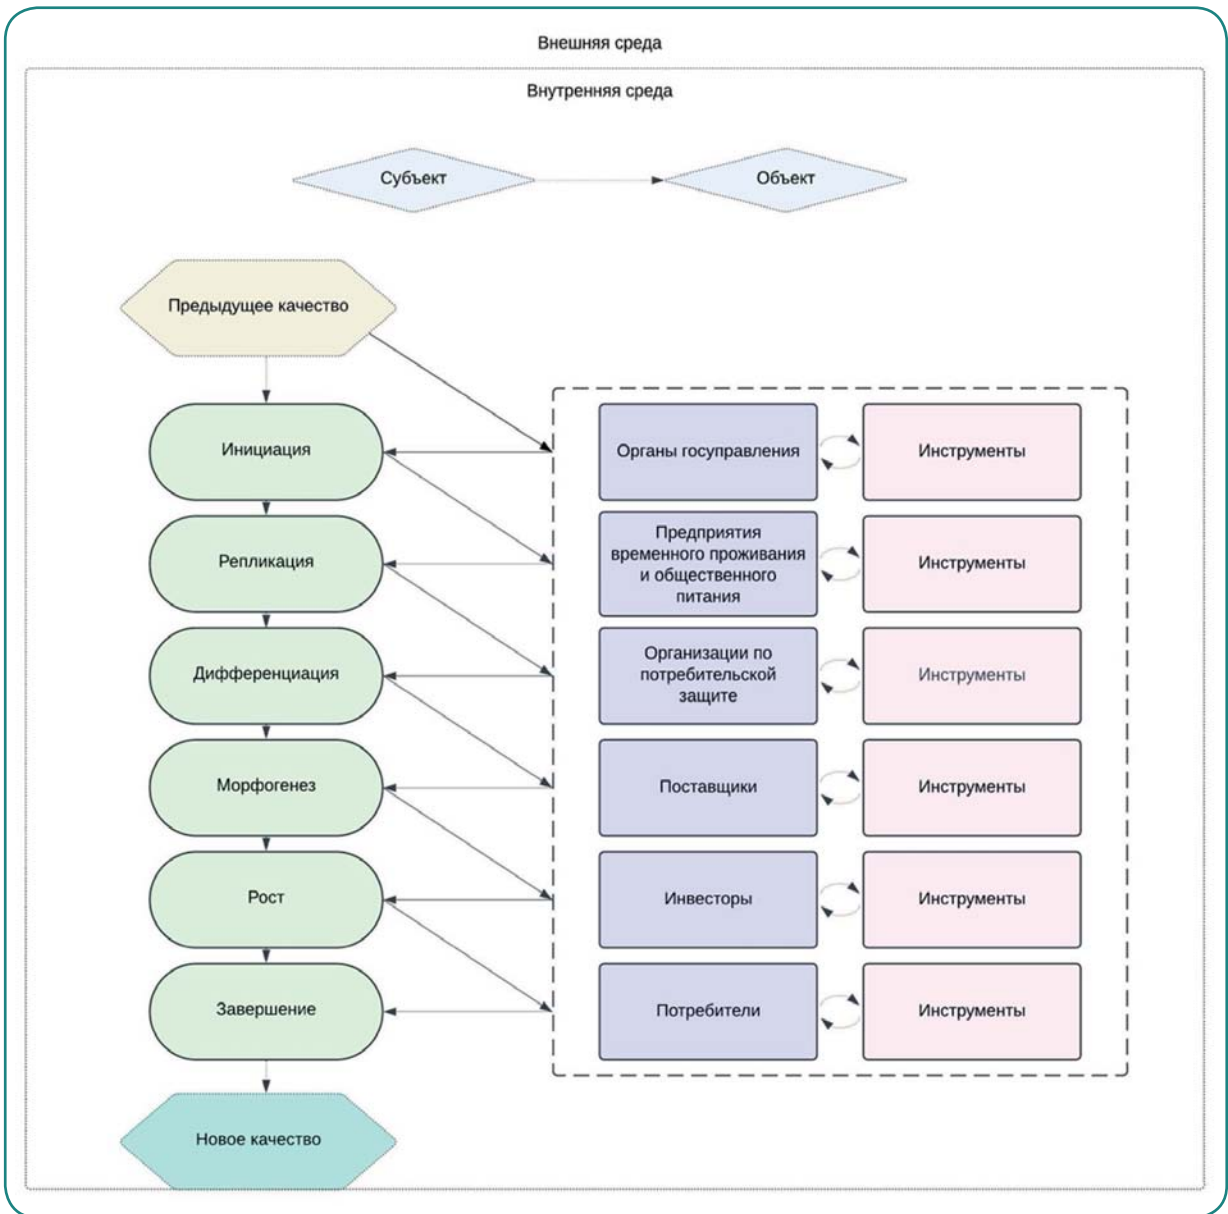 Внешняя среда
Внутренняя среда
Субъект
Объект
Предыдущее качество
Инициация
Органы госуправления
Инструменты
Репликация
Предприятия
временного проживания
и общественного
питания
Инструменты
Дифференциация
Организации по
потребительской
защите
Инструменты
Морфогенез
Поставщики
Инструменты
Рост
Инвесторы
Инструменты
Завершение
Потребители
Инструменты
Новое качество